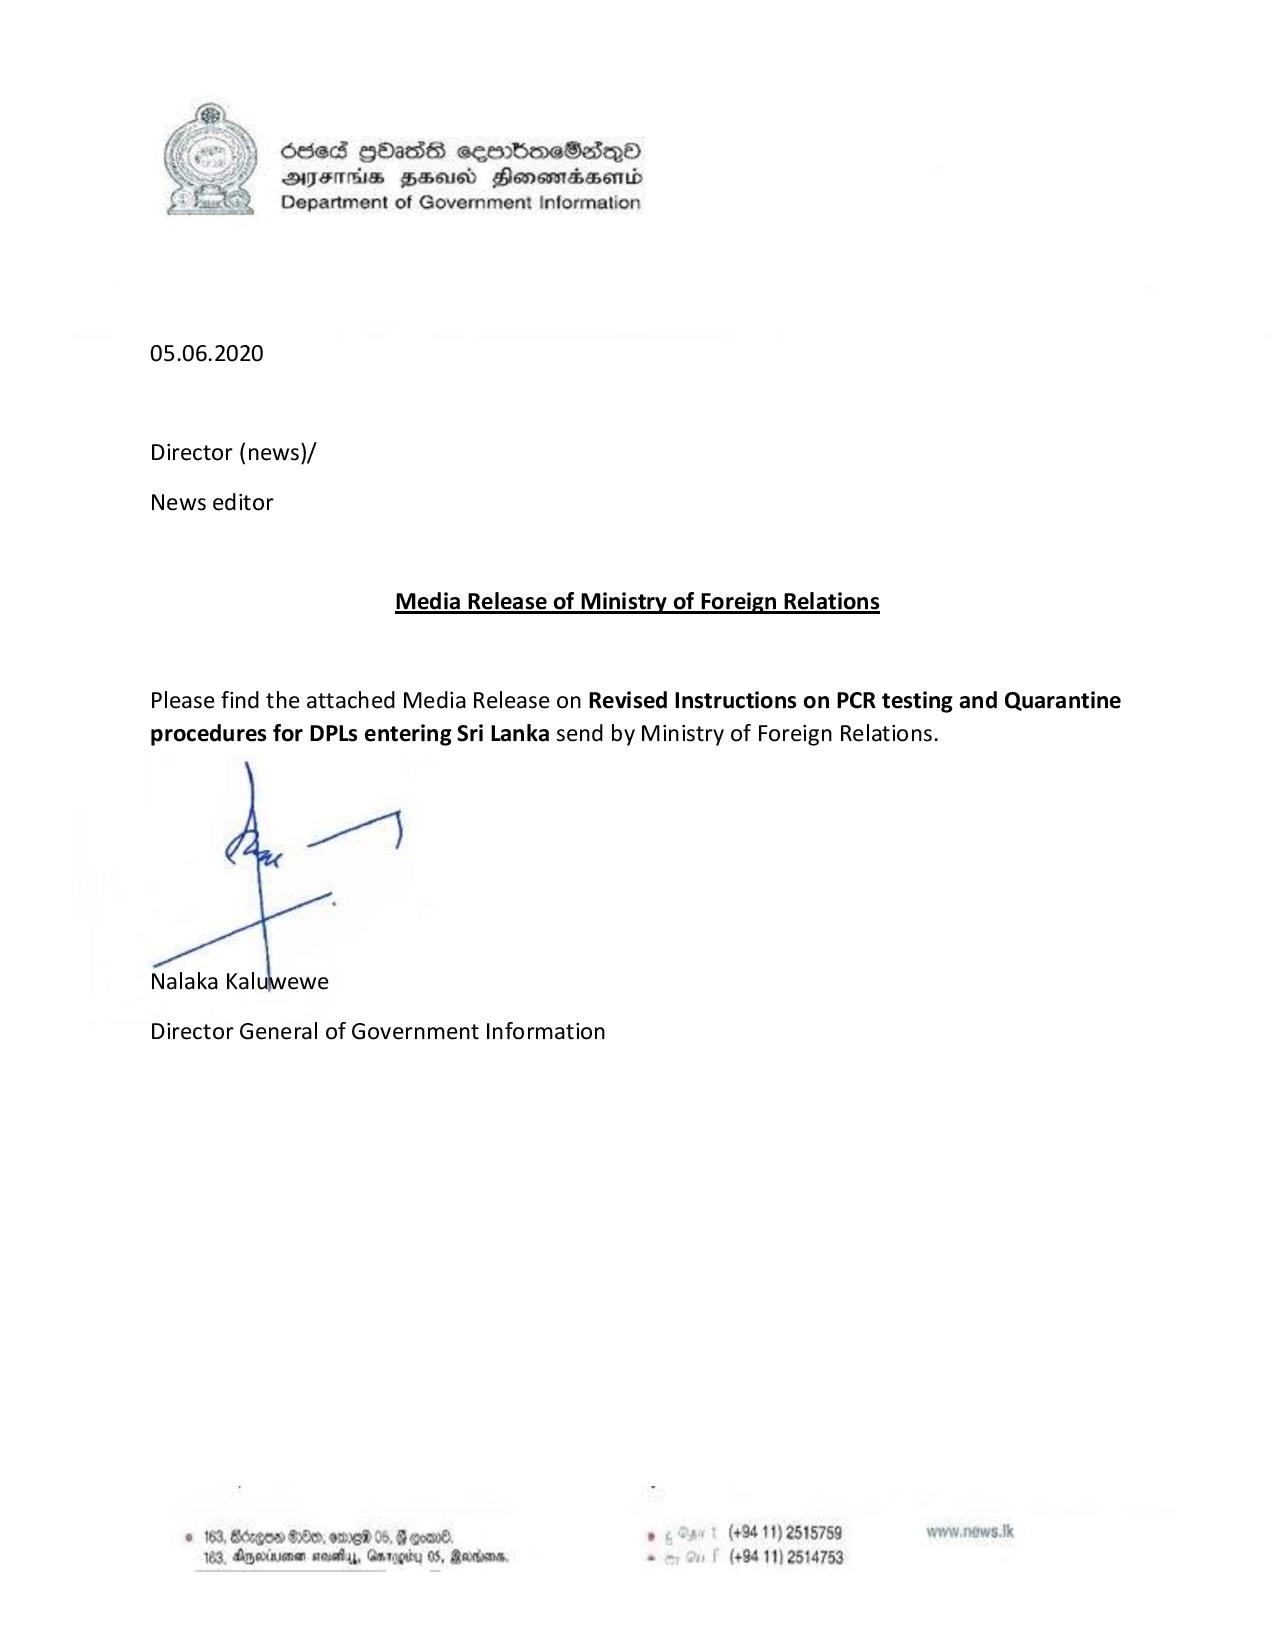 රජයේ ප්‍රවෘත්ති දෙපාර්තමේන්තුව
அரசாங்க தகவல் திணைக்களம்
Department of Government Information
05.06.2020
Director (news)/
News editor
Media Release of Ministry of Foreign Relations
Please find the attached Media Release on Revised Instructions on PCR testing and Quarantine
procedures for DPLs entering Sri Lanka send by Ministry of Foreign Relations.
Nalaka Kaluwewe
Director General of Government Information
163, කිරුලපන මාවත, කොළඹ 05, ශ්‍රී ලංකාව.
163, கிருலப்பனை எவனியூ, கொழும்பு 05, இலங்கை.
(+94 11) 2515759
(+94 11) 2514753
www.news.lk